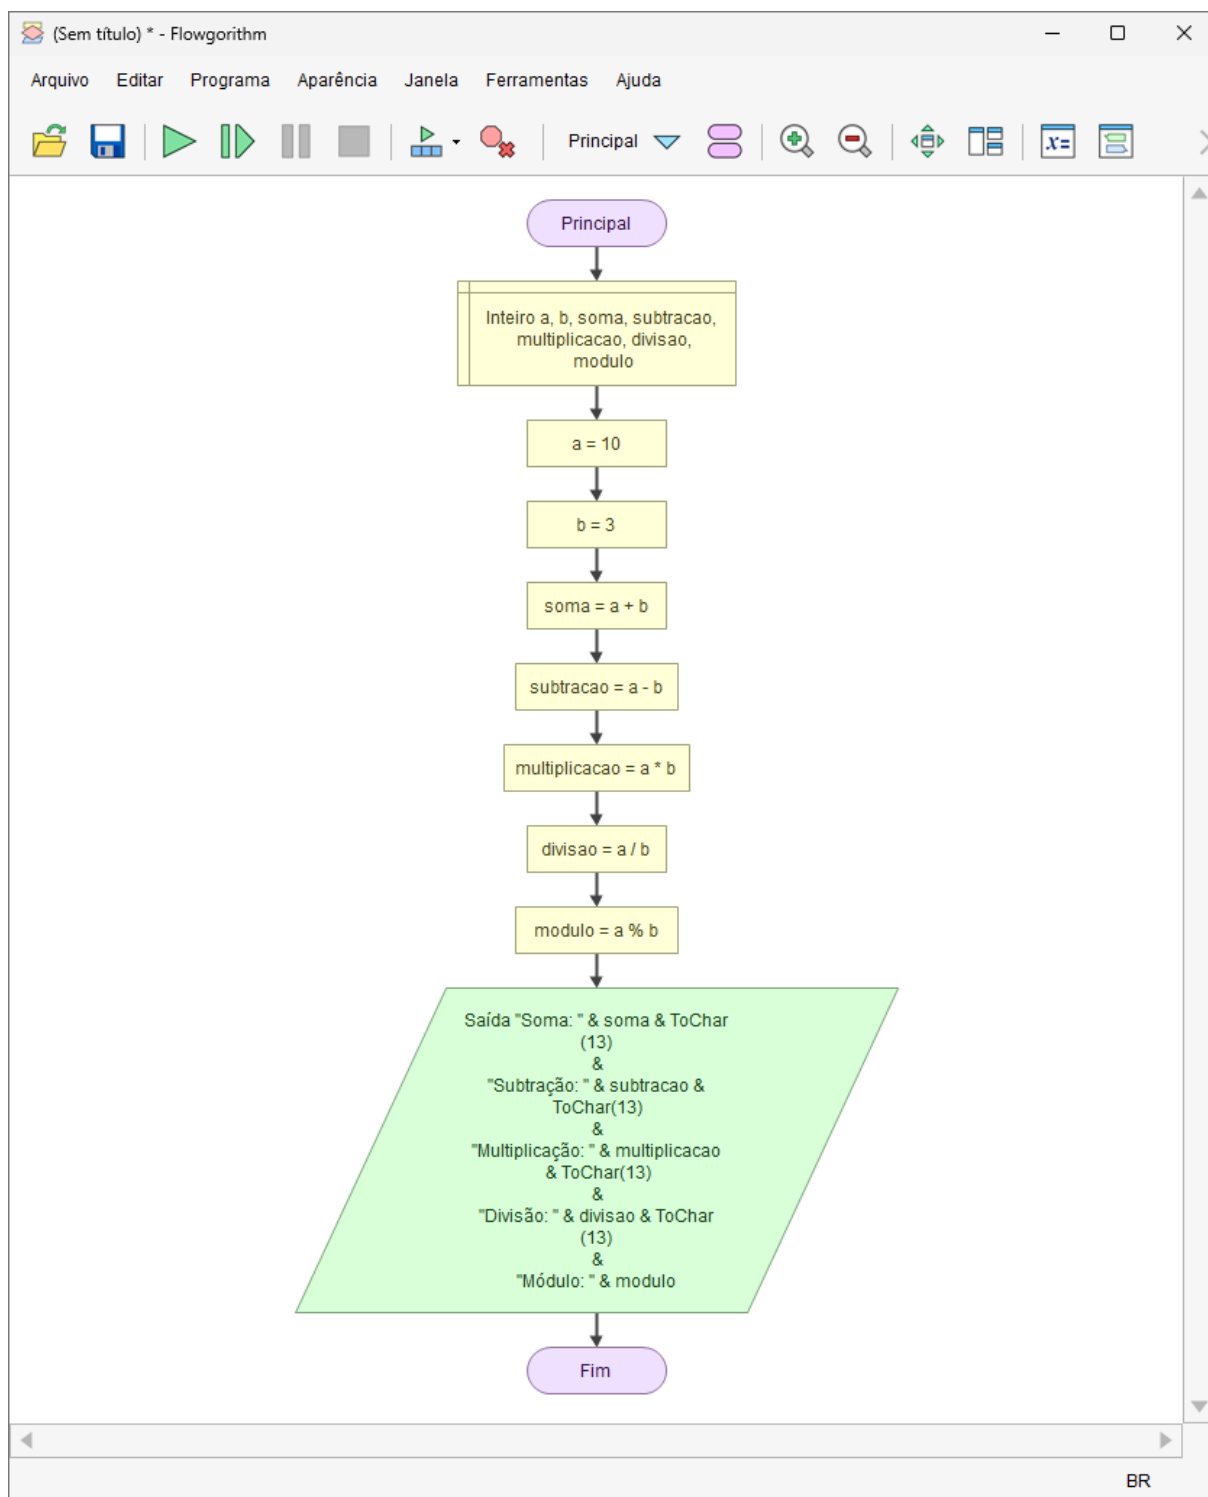 (Sem título) * - Flowgorithm
Arquivo Editar Programa Aparência Janela Ferramentas Ajuda
Principal
x=
Principal
Inteiro a, b, soma, subtracao,
multiplicacao, divisao,
modulo
a = 10
b = 3
soma = a + b
subtracao = a - b
multiplicacao = a * b
divisao = a / b
modulo = a % b
Saída "Soma: " & soma & ToChar
(13)
&
"Subtração: " & subtracao &
ToChar(13)
&
"Multiplicação: " & multiplicacao
& ToChar(13)
&
"Divisão: " & divisao & ToChar
(13)
&
"Módulo: " & modulo
Fim
BR